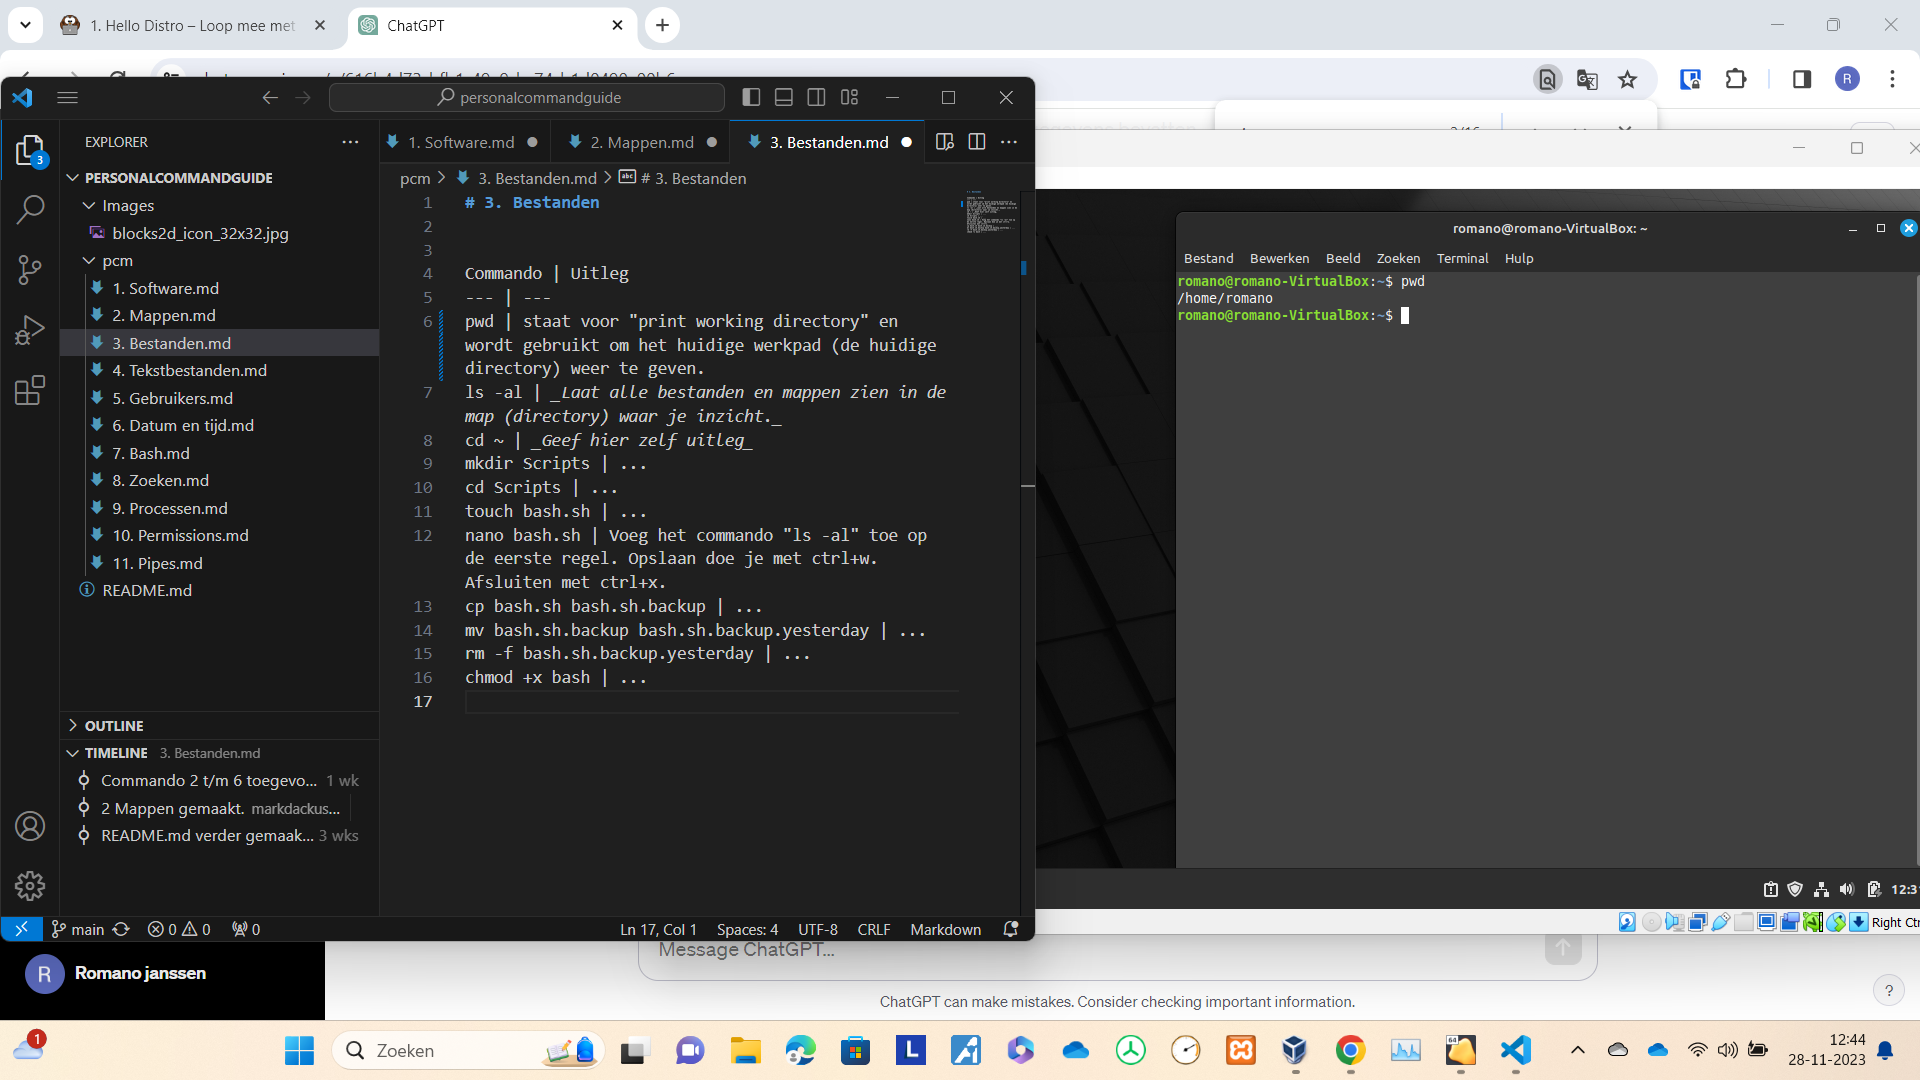 1. Hello Distro – Loop mee met
ChatGPT
R
personalcommandguide
EXPLORER
3
PERSONALCOMMANDGUIDE
Images
blocks2d_icon_32x32.jpg
pcm
1. Software.md
2. Mappen.md
3. Bestanden.md
4. Tekstbestanden.md
5. Gebruikers.md
6. Datum en tijd.md
7. Bash.md
8. Zoeken.md
9. Processen.md
10. Permissions.md
11. Pipes.md
README.md
OUTLINE
TIMELINE 3. Bestanden.md
Commando 2 t/m 6 toegevo... 1 wk
2 Mappen gemaakt. markdackus...
README.md verder gemaak... 3 wks
1. Software.md
2. Mappen.md
3. Bestanden.md
pcm > 3. Bestanden.md > # 3. Bestanden
1 # 3. Bestanden
2
3
4 Commando | Uitleg
5 --- | ---
6 pwd | staat voor "print working directory" en
wordt gebruikt om het huidige werkpad (de huidige
directory) weer te geven.
7 ls -al | _Laat alle bestanden en mappen zien in de
map (directory) waar je inzicht._
8 cd ~ | _Geef hier zelf uitleg_
9 mkdir Scripts | ...
10 cd Scripts | ...
11 touch bash.sh | ...
12 nano bash.sh | Voeg het commando "ls -al" toe op
de eerste regel. Opslaan doe je met ctrl+w.
Afsluiten met ctrl+x.
13 cp bash.sh bash.sh.backup | ...
14 mv bash.sh.backup bash.sh.backup.yesterday | ...
15 rm -f bash.sh.backup.yesterday | ...
16 chmod +x bash | ...
17
main 0 0 0
Ln 17, Col 1 Spaces: 4 UTF-8 CRLF Markdown
romano@romano-VirtualBox: ~
Bestand Bewerken Beeld Zoeken Terminal Hulp
romano@romano-VirtualBox:~$ pwd
/home/romano
romano@romano-VirtualBox:~$
Right Ctr
R Romano janssen
Message ChatGPT...
ChatGPT can make mistakes. Consider checking important information.
?
1
Zoeken
L
64
12:44
28-11-2023